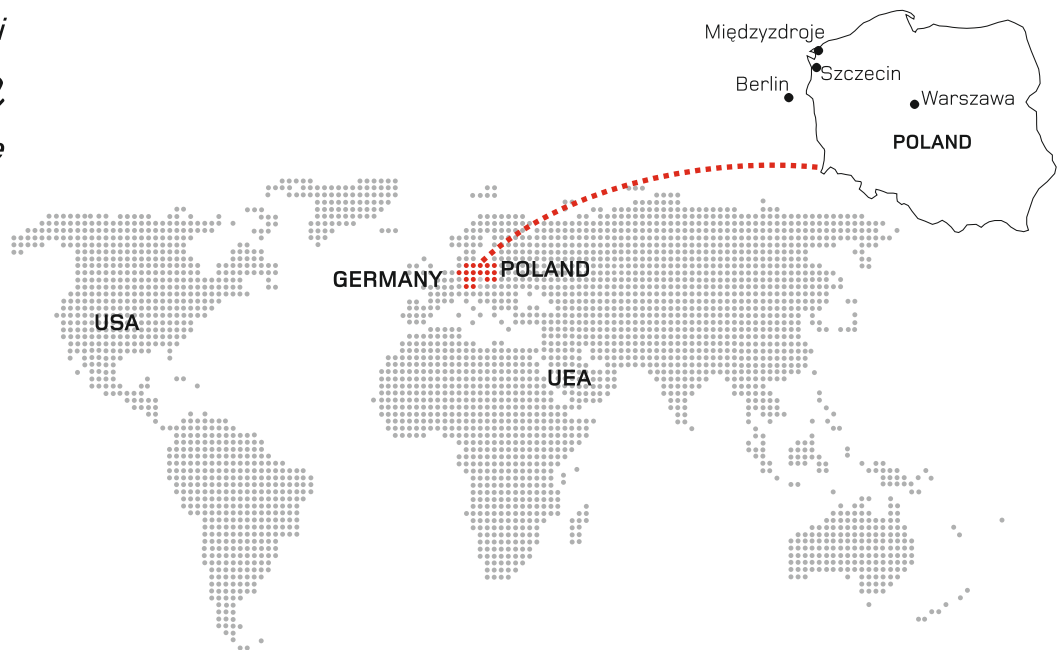 Międzyzdroje
Szczecin
Berlin
Warszawa
POLAND
GERMANY
POLAND
USA
UEA